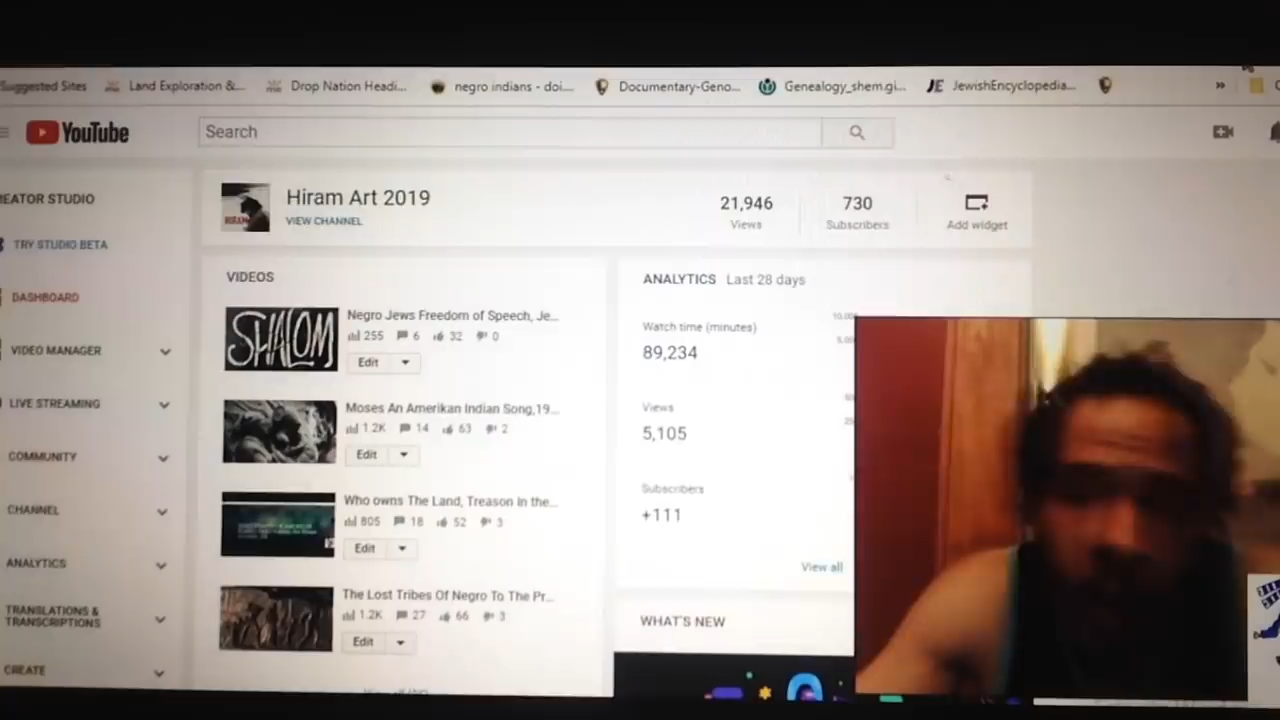 Suggested Sites Land Exploration &... Drop Nation Headi... negro indians - doi.... Documentary-Geno... Genealogy_shem.gl... JE JewishEncyclopedia... »
YouTube Search
EATOR STUDIO
TRY STUDIO BETA
DASHBOARD
VIDEO MANAGER
LIVE STREAMING
COMMUNITY
CHANNEL
ANALYTICS
TRANSLATIONS &
TRANSCRIPTIONS
CREATE
HIRAM
Hiram Art 2019
VIEW CHANNEL
21,946
Views
730
Subscribers
Add widget
VIDEOS
SHALOM
Negro Jews Freedom of Speech, Je...
255 6 32 0
Edit
Moses An Amerikan Indian Song,19...
1.2K 14 63 2
Edit
Who owns The Land, Treason In the...
805 18 52 3
Edit
The Lost Tribes Of Negro To The Pr...
1.2K 27 66 3
Edit
ANALYTICS Last 28 days
Watch time (minutes)
89,234
Views
5,105
Subscribers
+111
View all
WHAT'S NEW